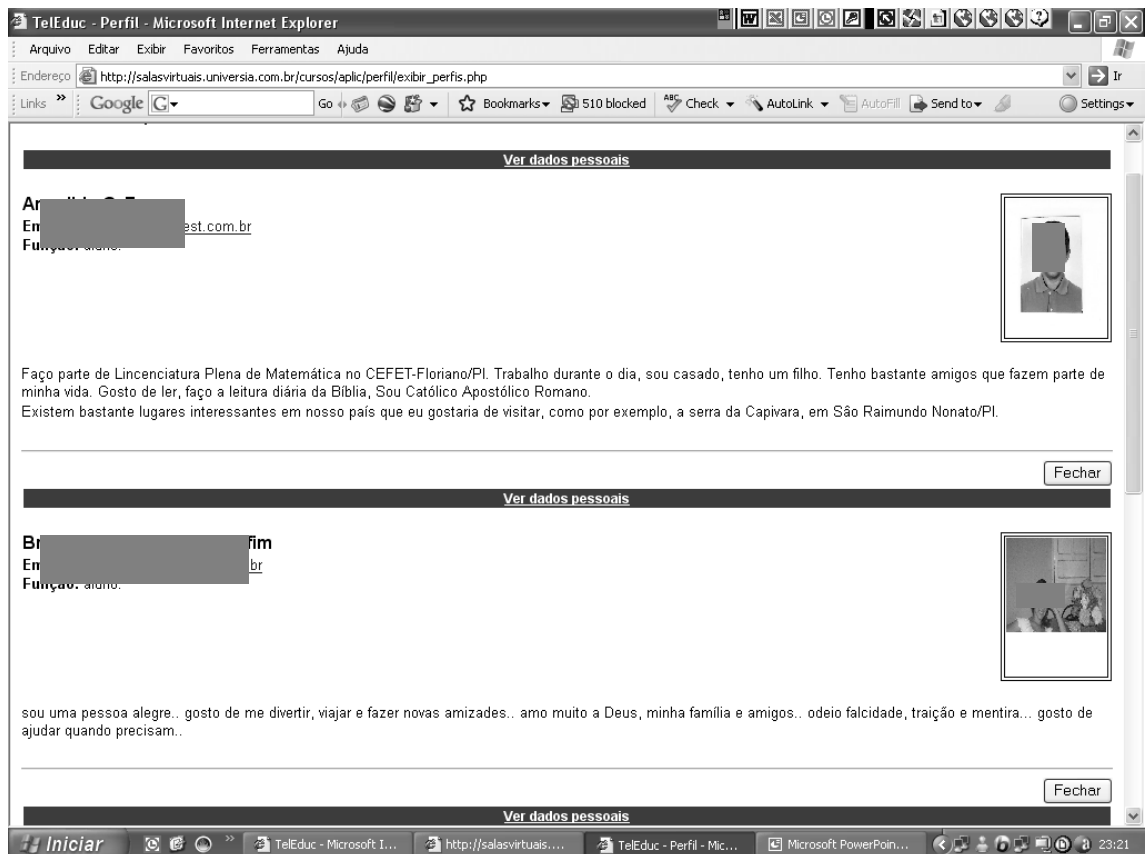 TelEduc - Perfil - Microsoft Internet Explorer
Arquivo Editar Exibir Favoritos Ferramentas Ajuda
Endereço http://salasvirtuais.universia.com.br/cursos/aplic/perfil/exibir_perfis.php Ir
Links » Google G Go Bookmarks 510 blocked ABC Check AutoLink AutoFill Send to Settings
Ver dados pessoais
est.com.br
Função: aluno.
Faço parte de Lincenciatura Plena de Matemática no CEFET-Floriano/PI. Trabalho durante o dia, sou casado, tenho um filho. Tenho bastante amigos que fazem parte de
minha vida. Gosto de ler, faço a leitura diária da Bíblia, Sou Católico Apostólico Romano.
Existem bastante lugares interessantes em nosso país que eu gostaria de visitar, como por exemplo, a serra da Capivara, em Sâo Raimundo Nonato/PI.
Fechar
Ver dados pessoais
Br fim
Em br
Função: aluno.
sou uma pessoa alegre.. gosto de me divertir, viajar e fazer novas amizades.. amo muito a Deus, minha família e amigos.. odeio falcidade, traição e mentira... gosto de
ajudar quando precisam..
Fechar
Ver dados pessoais
Iniciar » TelEduc - Microsoft I... http://salasvirtuais.... TelEduc - Perfil - Mic... Microsoft PowerPoin... 23:21